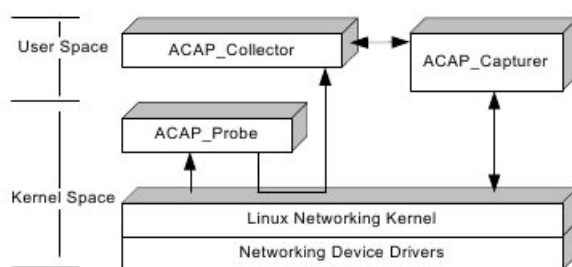 User Space
ACAP_Collector
ACAP_Capturer
ACAP_Probe
Kernel Space
Linux Networking Kernel
Networking Device Drivers